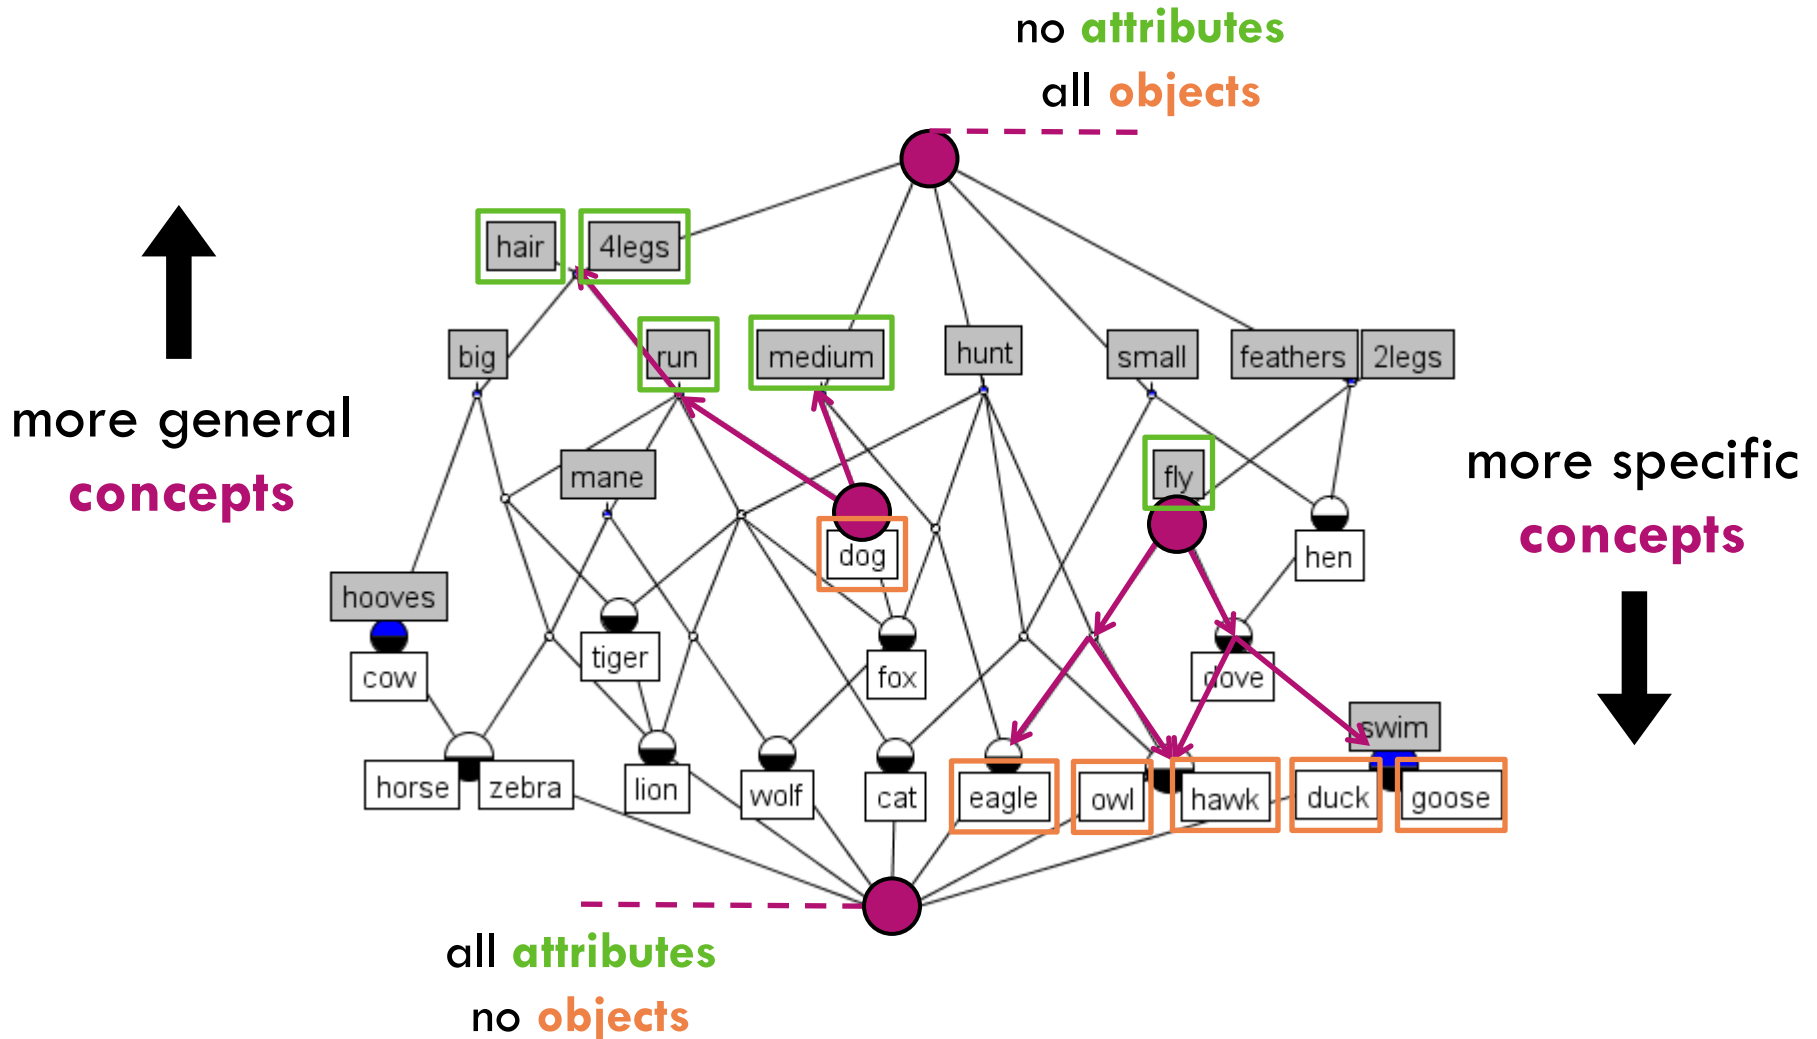 no attributes
all objects
hair
4legs
big
run
medium
hunt
small
feathers
2legs
more general
concepts
mane
fly
more specific
concepts
dog
hen
hooves
cow
tiger
fox
dove
swim
horse
zebra
lion
wolf
cat
eagle
owl
hawk
duck
goose
all attributes
no objects